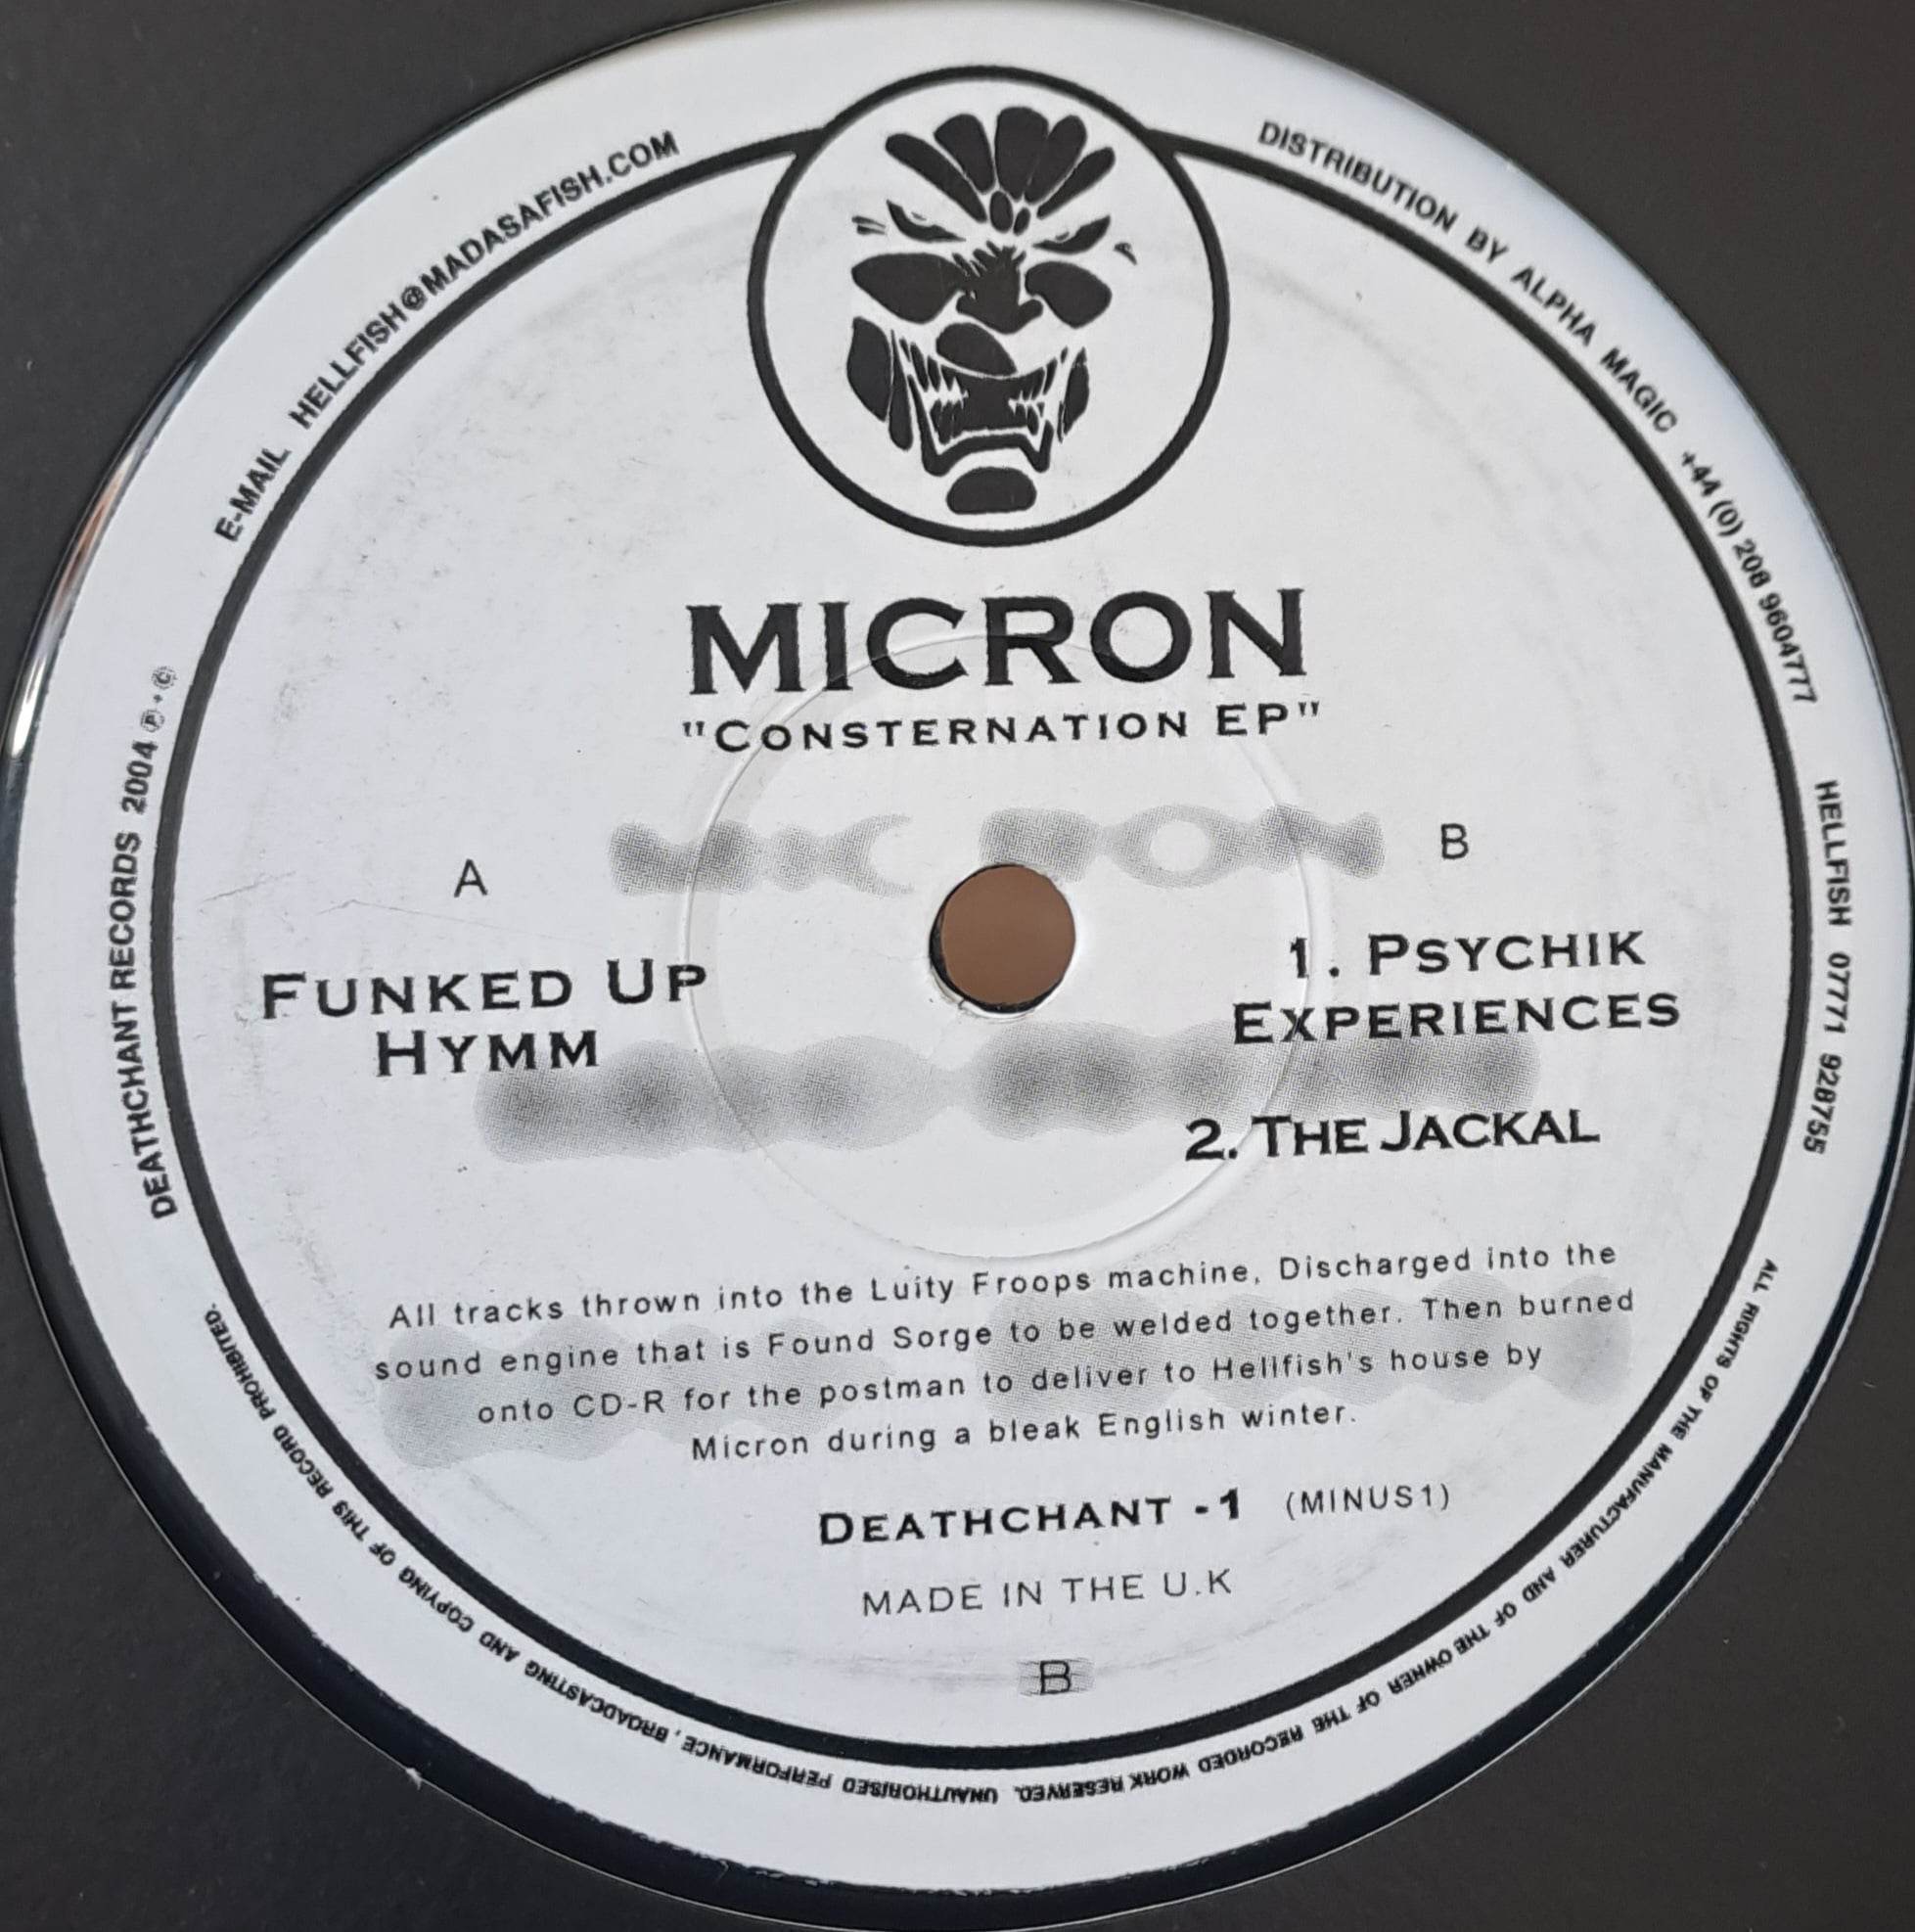 E-MAIL HELLFISH@MADASAFISH.COM
DISTRIBUTION BY ALPHA MAGIC +44 (0) 208 9604777
HELLFISH 07771 928755
DEATHCHANT RECORDS 2004 Ⓟ+©
MICRON
"CONSTERNATION EP"
A
FUNKED UP
HYMM
B
1. PSYCHIK
EXPERIENCES
2. THE JACKAL
All tracks thrown into the Luity Froops machine, Discharged into the
sound engine that is Found Sorge to be welded together. Then burned
onto CD-R for the postman to deliver to Hellfish's house by
Micron during a bleak English winter.
DEATHCHANT -1 (MINUS1)
MADE IN THE U.K
B
ALL RIGHTS OF THE MANUFACTURER AND OF THE OWNER OF THE RECORDED WORK RESERVED. UNAUTHORISED PERFORMANCE, BROADCASTING AND COPYING OF THIS RECORD PROHIBITED.